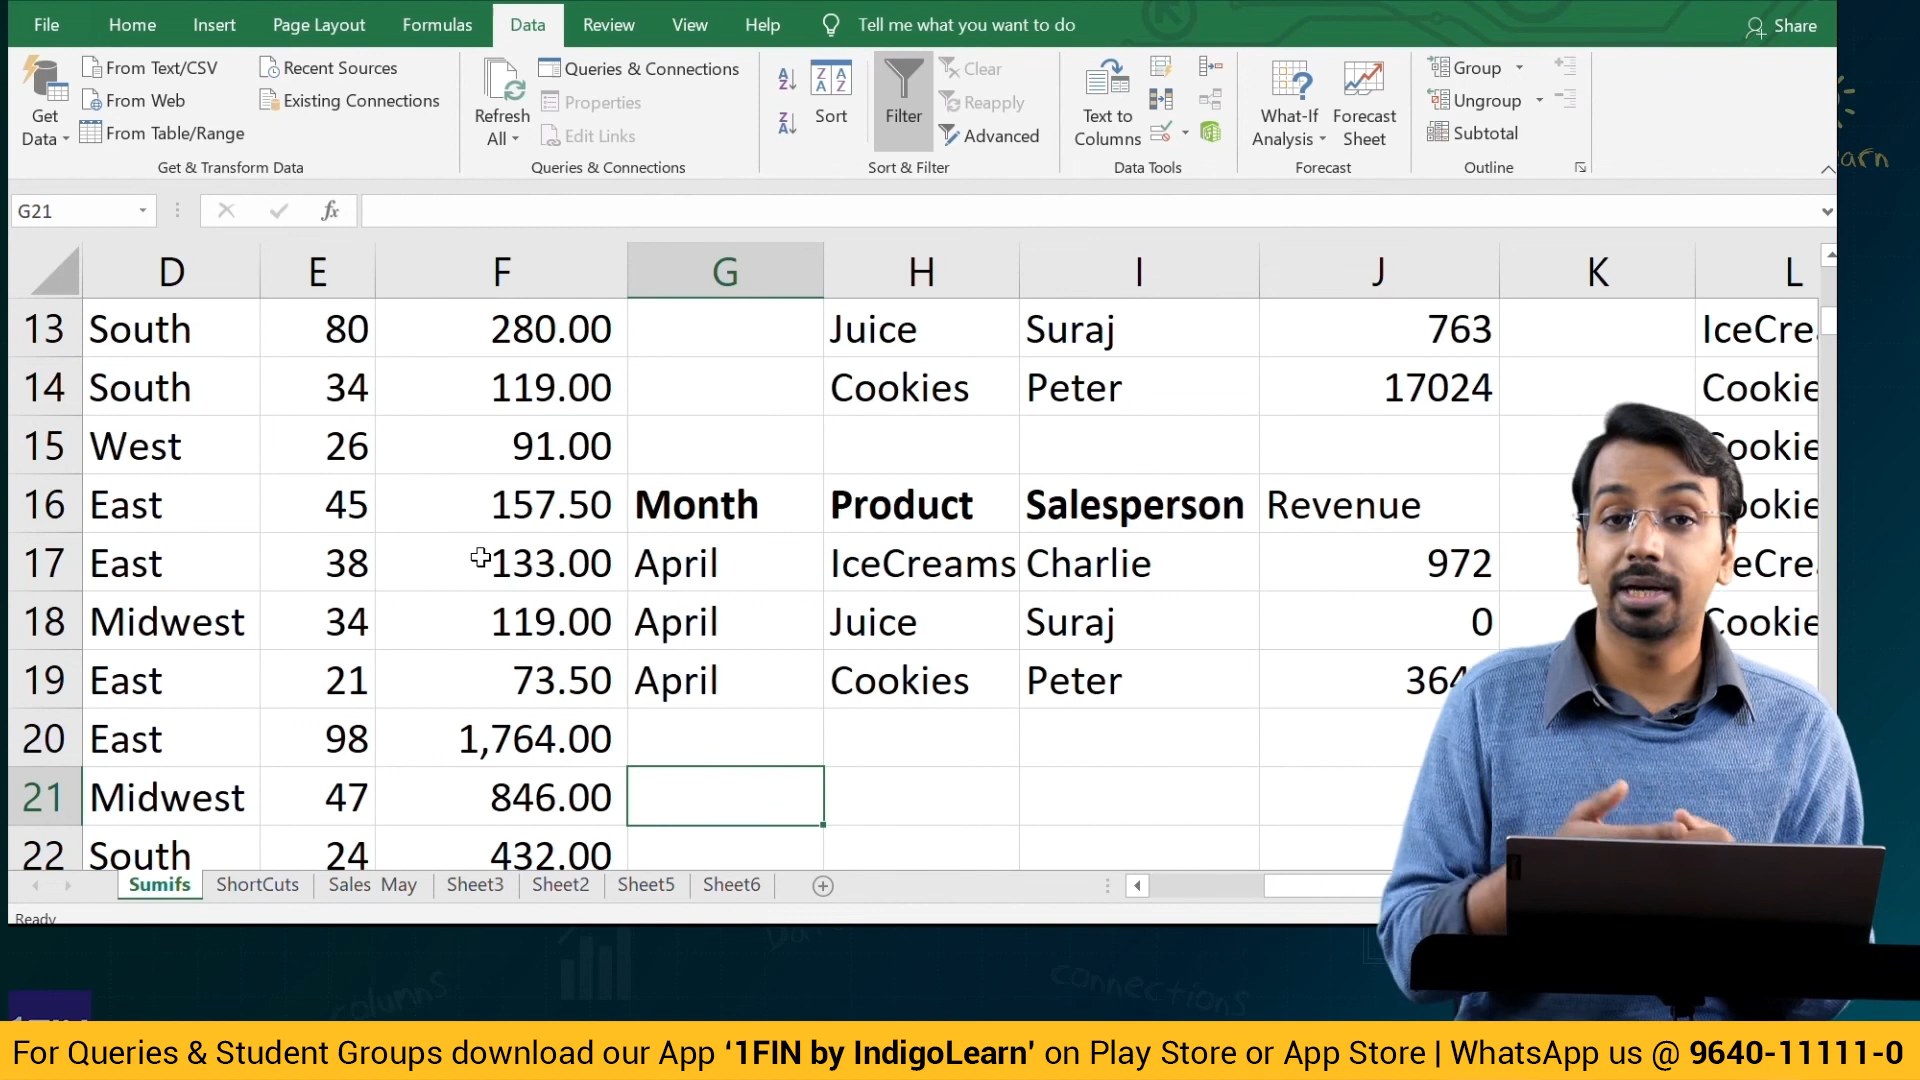 File Home Insert Page Layout Formulas Data Review View Help Tell me what you want to do Share
Get Data
From Text/CSV
From Web
From Table/Range
Recent Sources
Existing Connections
Get & Transform Data
Refresh All
Queries & Connections
Properties
Edit Links
Queries & Connections
Sort
Filter
Clear
Reapply
Advanced
Sort & Filter
Text to Columns
Data Tools
What-If Analysis
Forecast Sheet
Forecast
Group
Ungroup
Subtotal
Outline
G21 fx
D E F G H I J K L
13 South 80 280.00 Juice Suraj 763 IceCre
14 South 34 119.00 Cookies Peter 17024 Cookie
15 West 26 91.00
16 East 45 157.50 Month Product Salesperson Revenue
17 East 38 133.00 April IceCreams Charlie 972
18 Midwest 34 119.00 April Juice Suraj 0
19 East 21 73.50 April Cookies Peter
20 East 98 1,764.00
21 Midwest 47 846.00
22 South 24 432.00
Sumifs ShortCuts Sales May Sheet3 Sheet2 Sheet5 Sheet6
Ready
columns
connections
For Queries & Student Groups download our App ‘1FIN by IndigoLearn' on Play Store or App Store | WhatsApp us @ 9640-11111-0